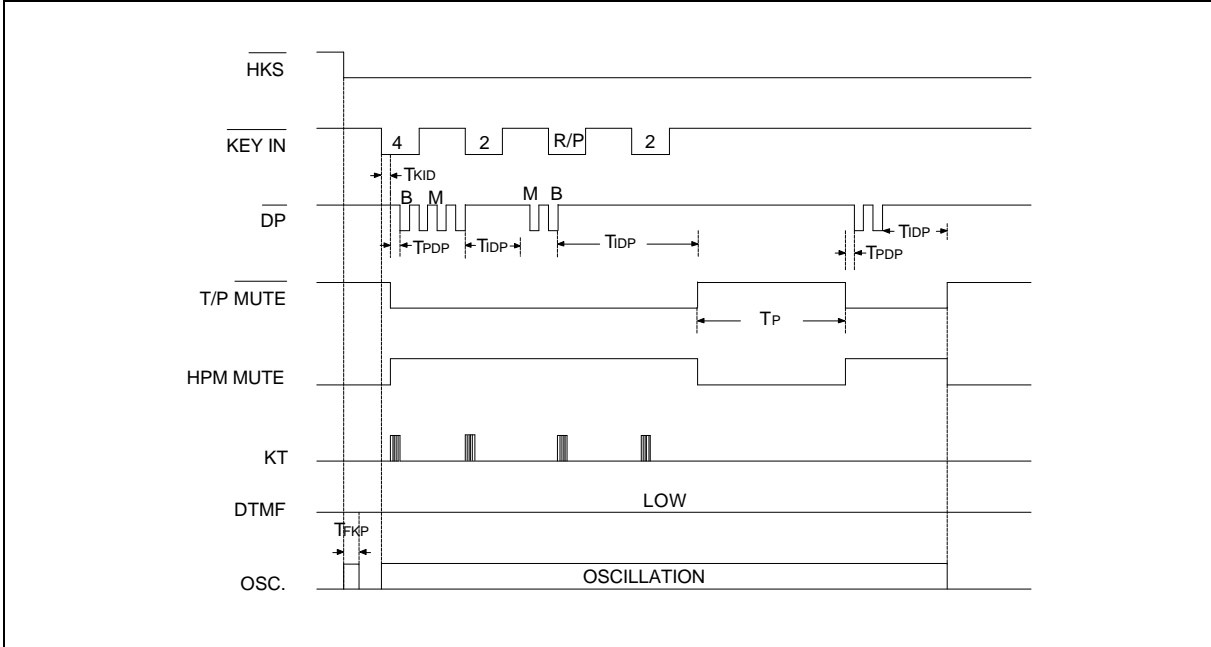 HKS
KEY IN
4
2
R/P
2
TKID
B
M
M
B
DP
TPDP
TIDP
TIDP
TIDP
TPDP
T/P MUTE
TP
HPM MUTE
KT
DTMF
LOW
TFKP
OSC.
OSCILLATION